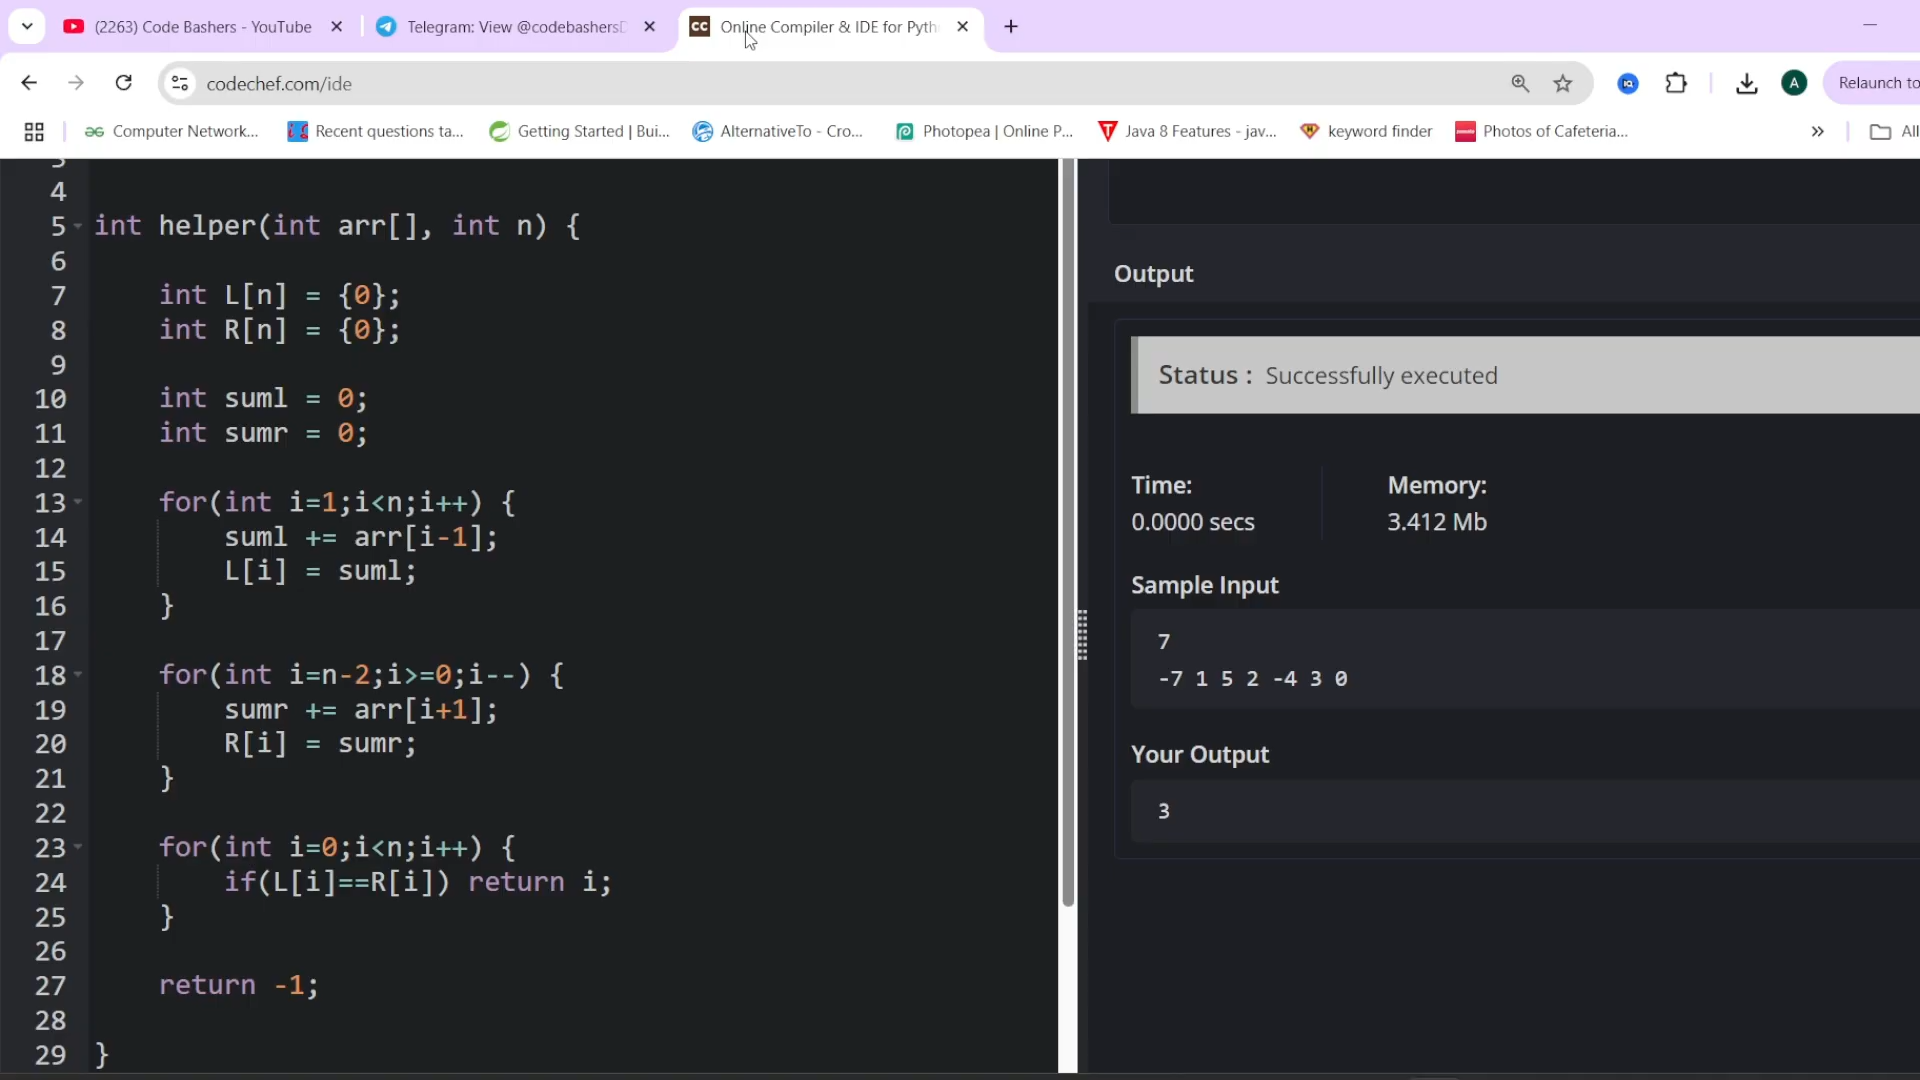 (2263) Code Bashers - YouTube
Telegram: View @codebashers
Online Compiler & IDE for Pyth
codechef.com/ide
A
Relaunch to
Computer Network...
Recent questions ta...
Getting Started | Bui...
AlternativeTo - Cro...
Photopea | Online P...
Java 8 Features - jav...
keyword finder
Photos of Cafeteria...
»
All
3
4
5 int helper(int arr[], int n) {
6
7 int L[n] = {0};
8 int R[n] = {0};
9
10 int suml = 0;
11 int sumr = 0;
12
13 for(int i=1;i<n;i++) {
14 suml += arr[i-1];
15 L[i] = suml;
16 }
17
18 for(int i=n-2;i>=0;i--) {
19 sumr += arr[i+1];
20 R[i] = sumr;
21 }
22
23 for(int i=0;i<n;i++) {
24 if(L[i]==R[i]) return i;
25 }
26
27 return -1;
28
29 }
Output
Status : Successfully executed
Time:
0.0000 secs
Memory:
3.412 Mb
Sample Input
7
-7 1 5 2 -4 3 0
Your Output
3